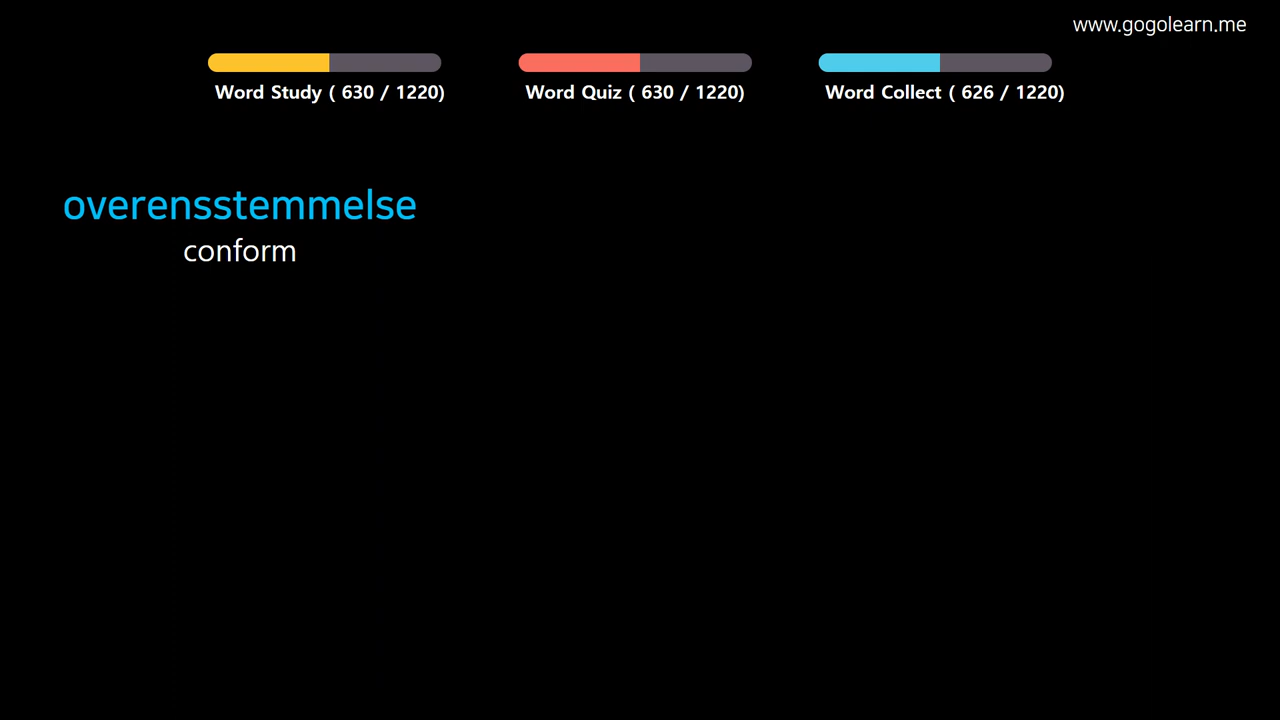 www.gogolearn.me
Word Study ( 630 / 1220)
Word Quiz ( 630 / 1220)
Word Collect ( 626 / 1220)
overensstemmelse
conform